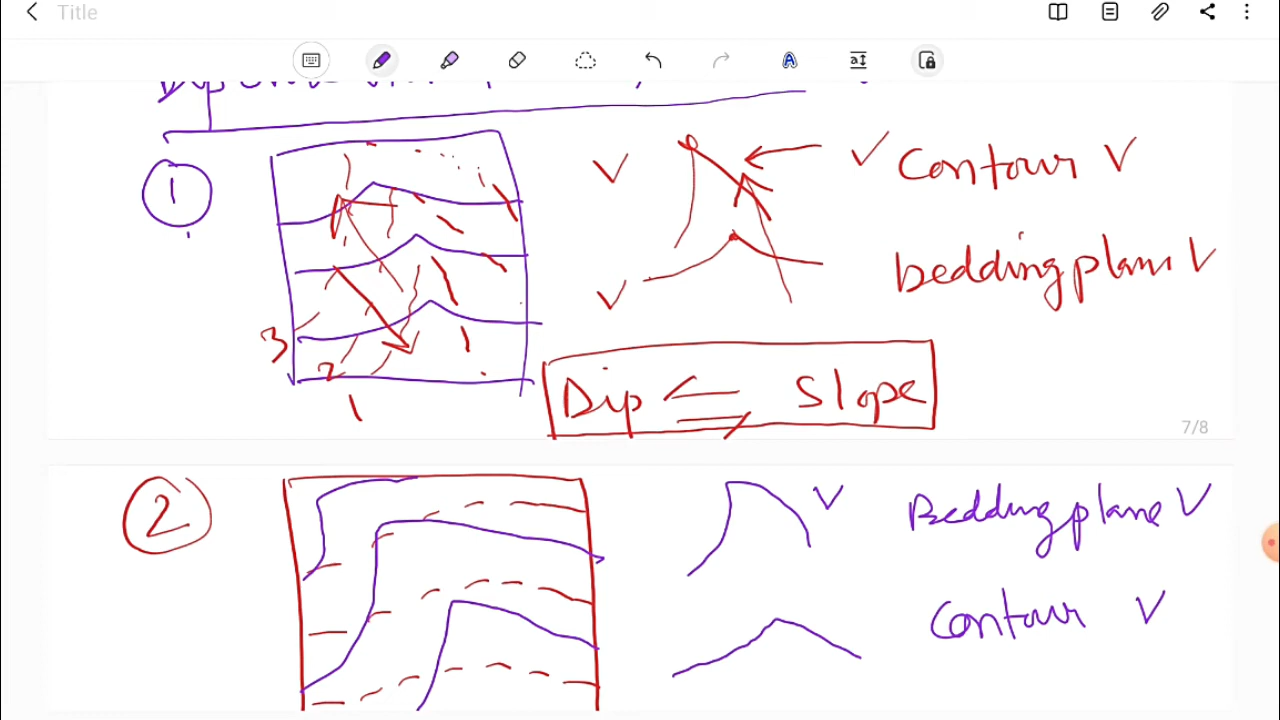 Title
1
V
✓ Contour V
V
bedding plane V
3
2
1
Dip ⇐ Slope
7/8
2
V
Bedding plane V
Contour V